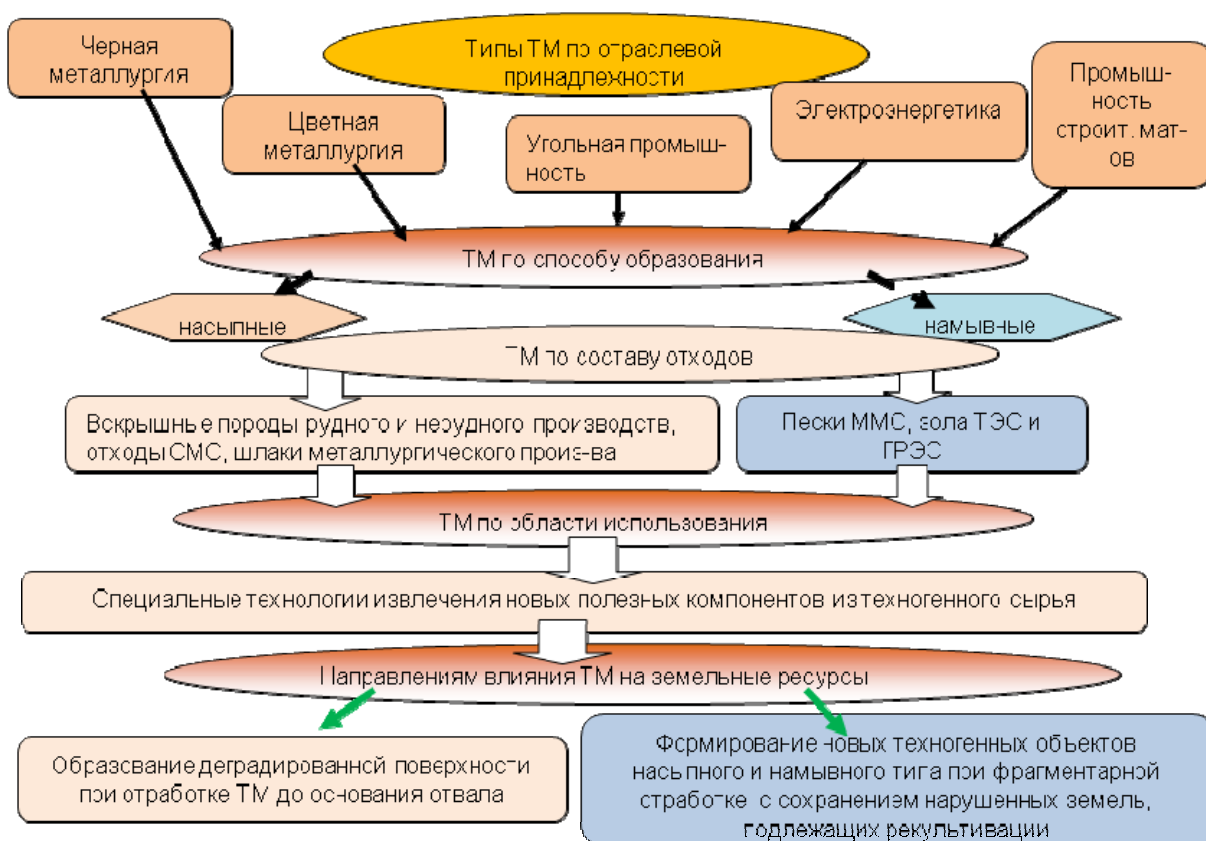 Черная
металлургия
Типы ТМ по отраслевой
принадлежности
Цветная
металлургия
Угольная промыш-
ность
Электроэнергетика
Промыш-
ность
строит. мат-
ов
ТМ по способу образования
насыпные
намывные
ТМ по составу отходов
Вскрышные породы рудного и нерудного производств,
отходы СМС, шлаки металлургического произ-ва
Пески ММС, зола ТЭС и
ГРЭС
ТМ по области использования
Специальные технологии извлечения новых полезных компонентов из техногенного сырья
Направлениям влияния ТМ на земельные ресурсы
Образование деградированной поверхности
при отработке ТМ до основания отвала
Формирование новых техногенных объектов
насыпного и намывного типа при фрагментарной
отработке с сохранением нарушенных земель,
подлежащих рекультивации